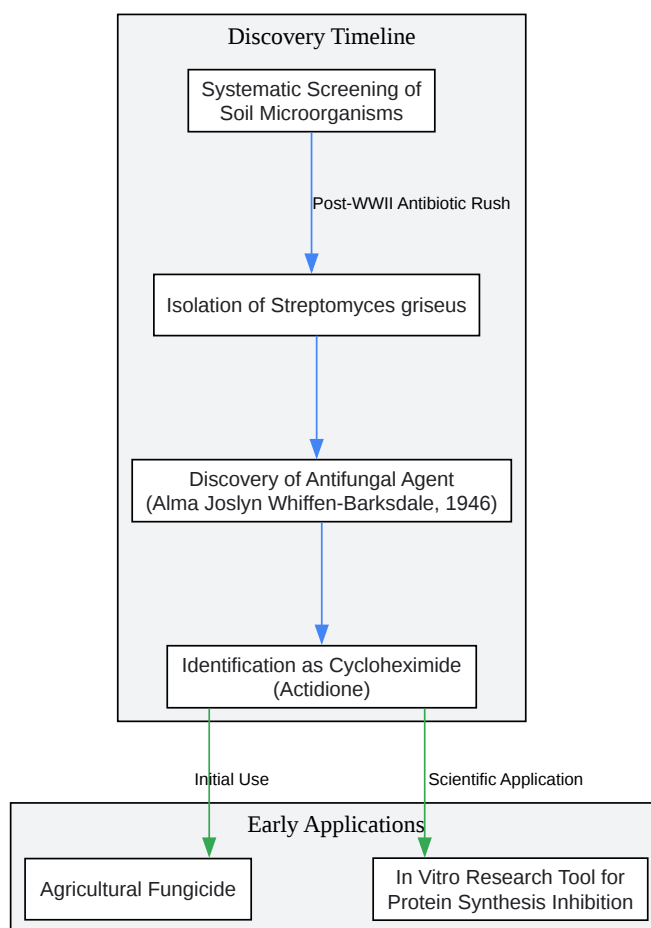 Discovery Timeline
Systematic Screening of
Soil Microorganisms
Post-WWII Antibiotic Rush
Isolation of Streptomyces griseus
Discovery of Antifungal Agent
(Alma Joslyn Whiffen-Barksdale, 1946)
Identification as Cycloheximide
(Actidione)
Initial Use
Scientific Application
Early Applications
Agricultural Fungicide
In Vitro Research Tool for
Protein Synthesis Inhibition